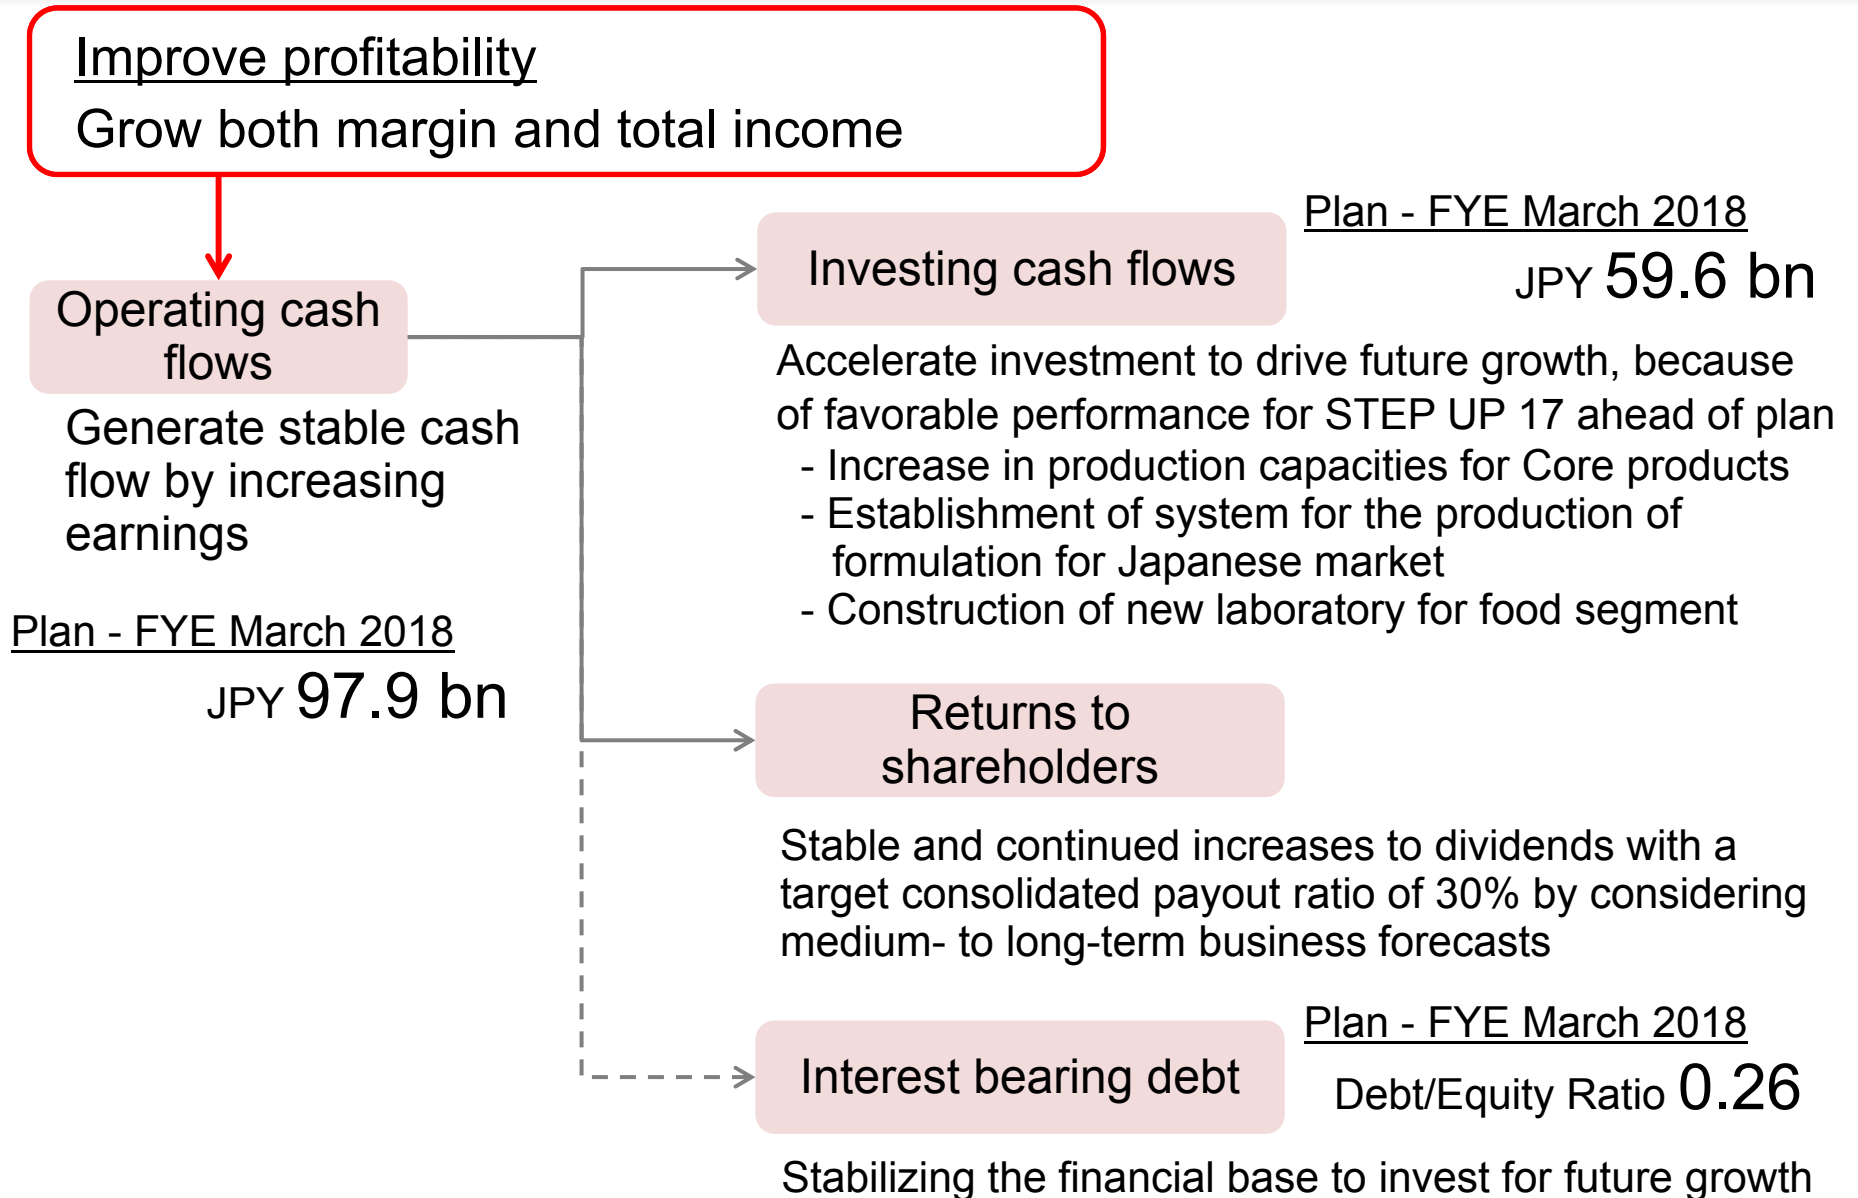 Improve profitability
Grow both margin and total income
Operating cash
flows
Generate stable cash
flow by increasing
earnings
Plan - FYE March 2018
JPY 97.9 bn
Investing cash flows
Plan - FYE March 2018
JPY 59.6 bn
Accelerate investment to drive future growth, because
of favorable performance for STEP UP 17 ahead of plan
- Increase in production capacities for Core products
- Establishment of system for the production of
formulation for Japanese market
- Construction of new laboratory for food segment
Returns to
shareholders
Stable and continued increases to dividends with a
target consolidated payout ratio of 30% by considering
medium- to long-term business forecasts
Interest bearing debt
Plan - FYE March 2018
Debt/Equity Ratio 0.26
Stabilizing the financial base to invest for future growth